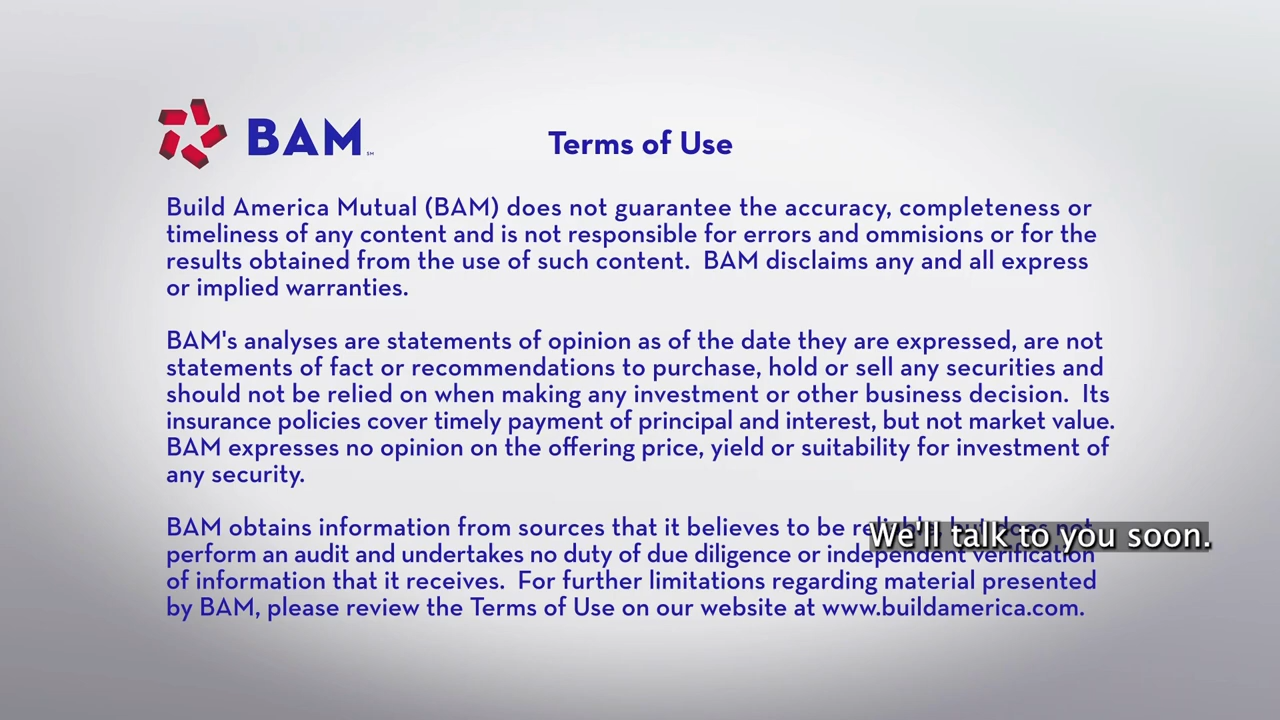 BAM SM
Terms of Use
Build America Mutual (BAM) does not guarantee the accuracy, completeness or
timeliness of any content and is not responsible for errors and ommisions or for the
results obtained from the use of such content.  BAM disclaims any and all express
or implied warranties.
BAM's analyses are statements of opinion as of the date they are expressed, are not
statements of fact or recommendations to purchase, hold or sell any securities and
should not be relied on when making any investment or other business decision.  Its
insurance policies cover timely payment of principal and interest, but not market value.
BAM expresses no opinion on the offering price, yield or suitability for investment of
any security.
BAM obtains information from sources that it believes to be reliable, but does not
perform an audit and undertakes no duty of due diligence or independent verification
of information that it receives.  For further limitations regarding material presented
by BAM, please review the Terms of Use on our website at www.buildamerica.com.
We'll talk to you soon.